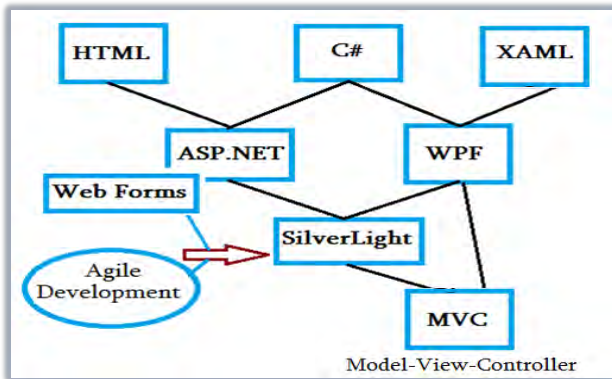 HTML
C#
XAML
ASP.NET
WPF
Web Forms
SilverLight
Agile
Development
MVC
Model-View-Controller